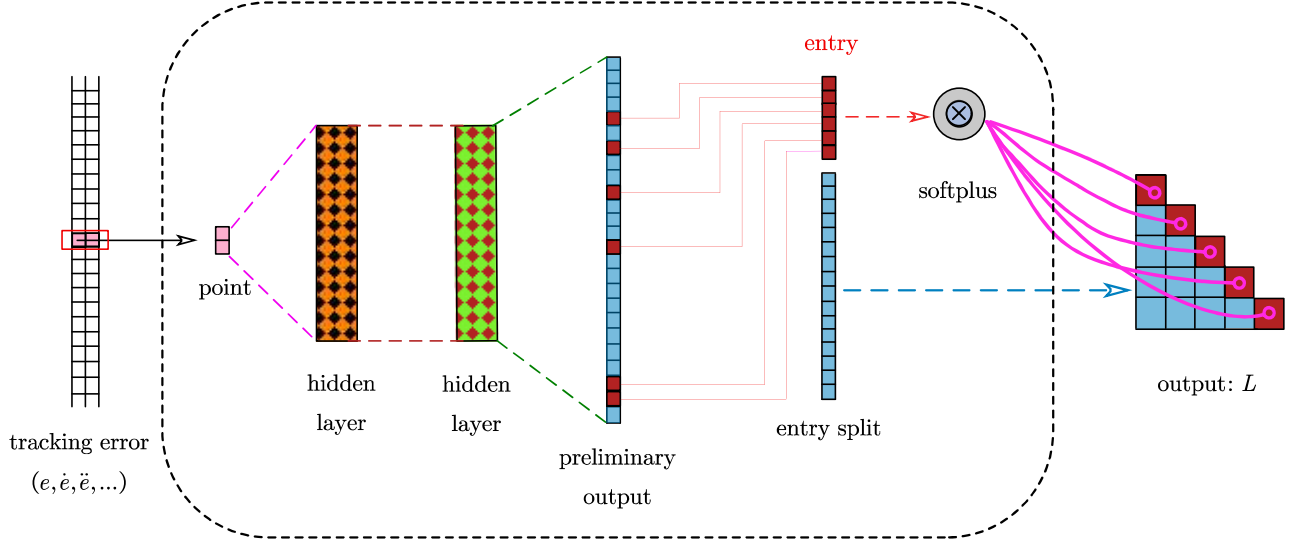 entry
softplus
point
hidden
layer
hidden
layer
output: L
entry split
tracking error
(e, ė, ë, ...)
preliminary
output